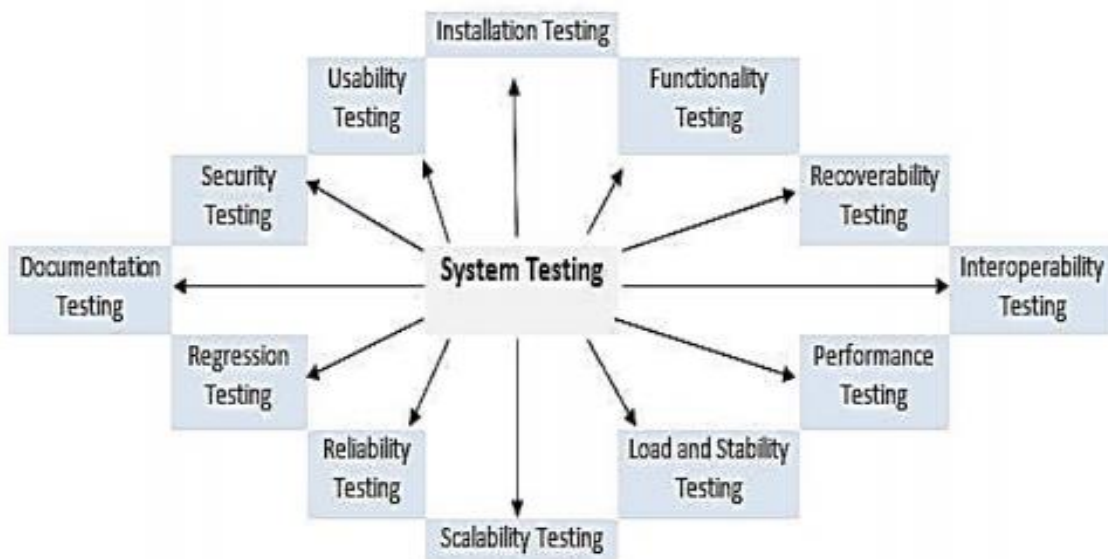 Installation Testing
Usability
Testing
Functionality
Testing
Security
Testing
Recoverability
Testing
Documentation
Testing
System Testing
Interoperability
Testing
Regression
Testing
Performance
Testing
Reliability
Testing
Load and Stability
Testing
Scalability Testing